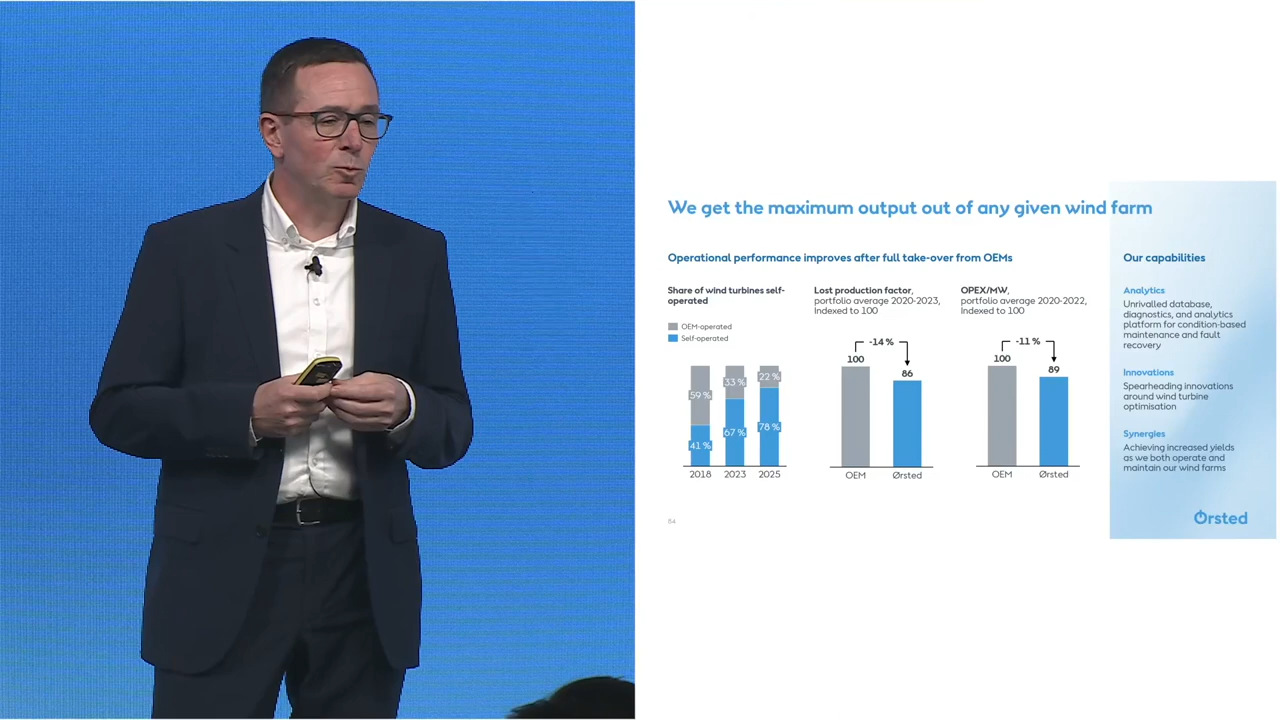 We get the maximum output out of any given wind farm
Operational performance improves after full take-over from OEMs
Share of wind turbines self-
operated
OEM-operated
Self-operated
59 %
41 %
33 %
67 %
22 %
78 %
2018
2023
2025
Lost production factor,
portfolio average 2020-2023,
Indexed to 100
-14 %
100
86
OEM
Ørsted
OPEX/MW,
portfolio average 2020-2022,
Indexed to 100
-11 %
100
89
OEM
Ørsted
Our capabilities
Analytics
Unrivalled database,
diagnostics, and analytics
platform for condition-based
maintenance and fault
recovery
Innovations
Spearheading innovations
around wind turbine
optimisation
Synergies
Achieving increased yields
as we both operate and
maintain our wind farms
84
Ørsted